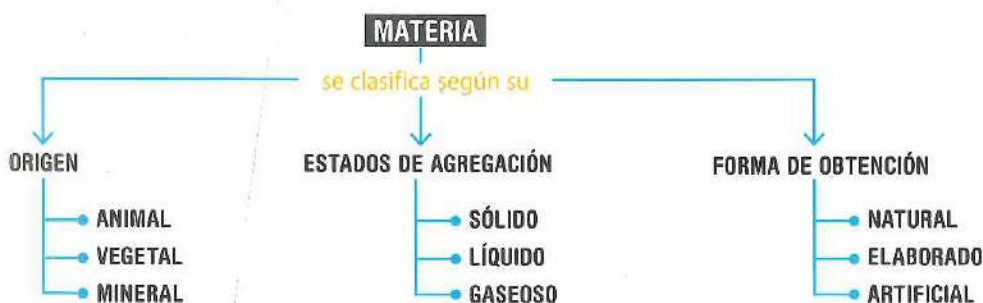 MATERIA
se clasifica según su
ORIGEN
ANIMAL
VEGETAL
MINERAL
ESTADOS DE AGREGACIÓN
SÓLIDO
LÍQUIDO
GASEOSO
FORMA DE OBTENCIÓN
NATURAL
ELABORADO
ARTIFICIAL